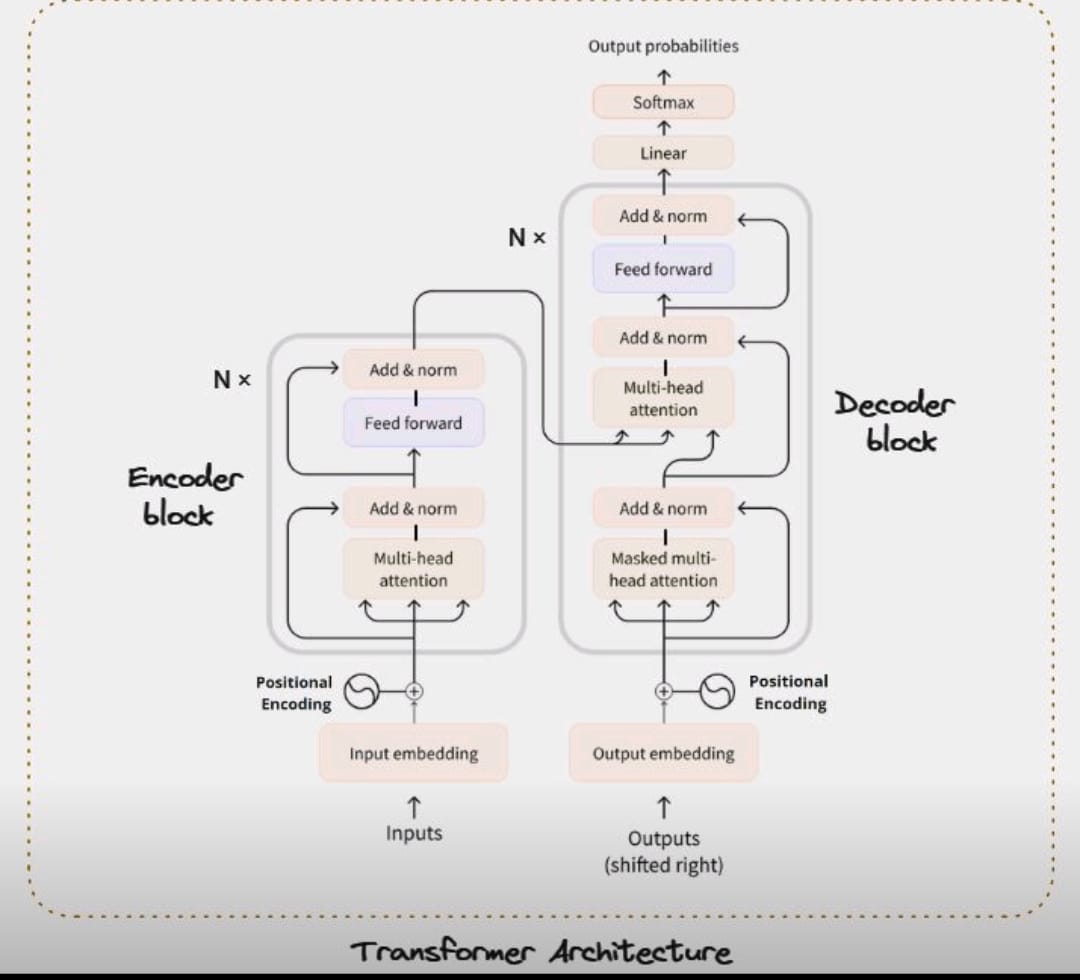 Output probabilities
Softmax
Linear
Add & norm
N ×
Feed forward
Add & norm
Multi-head
attention
Decoder
block
Add & norm
Masked multi-
head attention
N ×
Add & norm
Feed forward
Encoder
block
Add & norm
Multi-head
attention
Positional
Encoding
+
+
Positional
Encoding
Input embedding
Output embedding
Inputs
Outputs
(shifted right)
Transformer Architecture